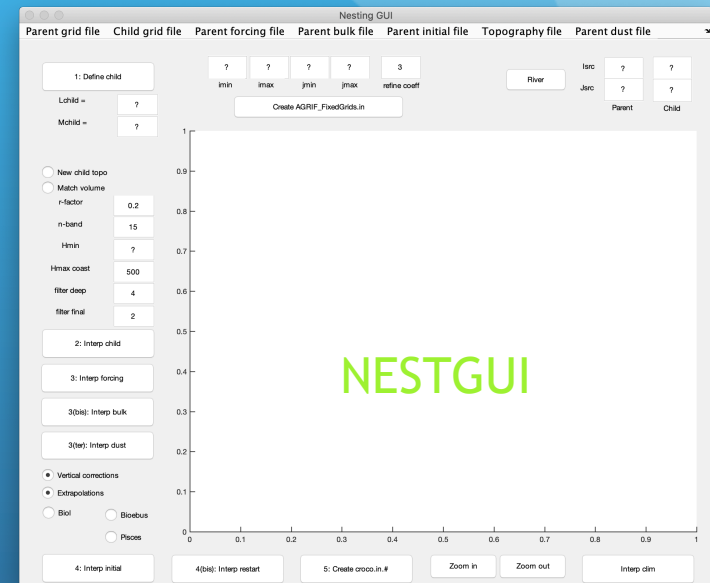 Nesting GUI
Parent grid file Child grid file Parent forcing file Parent bulk file Parent initial file Topography file Parent dust file
1: Define child
? ? ? ? 3
imin imax jmin jmax refine coeff
Create AGRIF_FixedGrids.in
River
Isrc ? ?
Jsrc ? ?
Parent Child
Lchild = ?
Mchild = ?
New child topo
Match volume
r-factor 0.2
n-band 15
Hmin ?
Hmax coast 500
filter deep 4
filter final 2
2: Interp child
3: Interp forcing
3(bis): Interp bulk
3(ter): Interp dust
Vertical corrections
Extrapolations
Biol Bioebus
Pisces
1
0.9
0.8
0.7
0.6
0.5
0.4
0.3
0.2
0.1
0
NESTGUI
0 0.1 0.2 0.3 0.4 0.5 0.6 0.7 0.8 0.9 1
4: Interp initial 4(bis): Interp restart 5: Create croco.in.# Zoom in Zoom out Interp clim